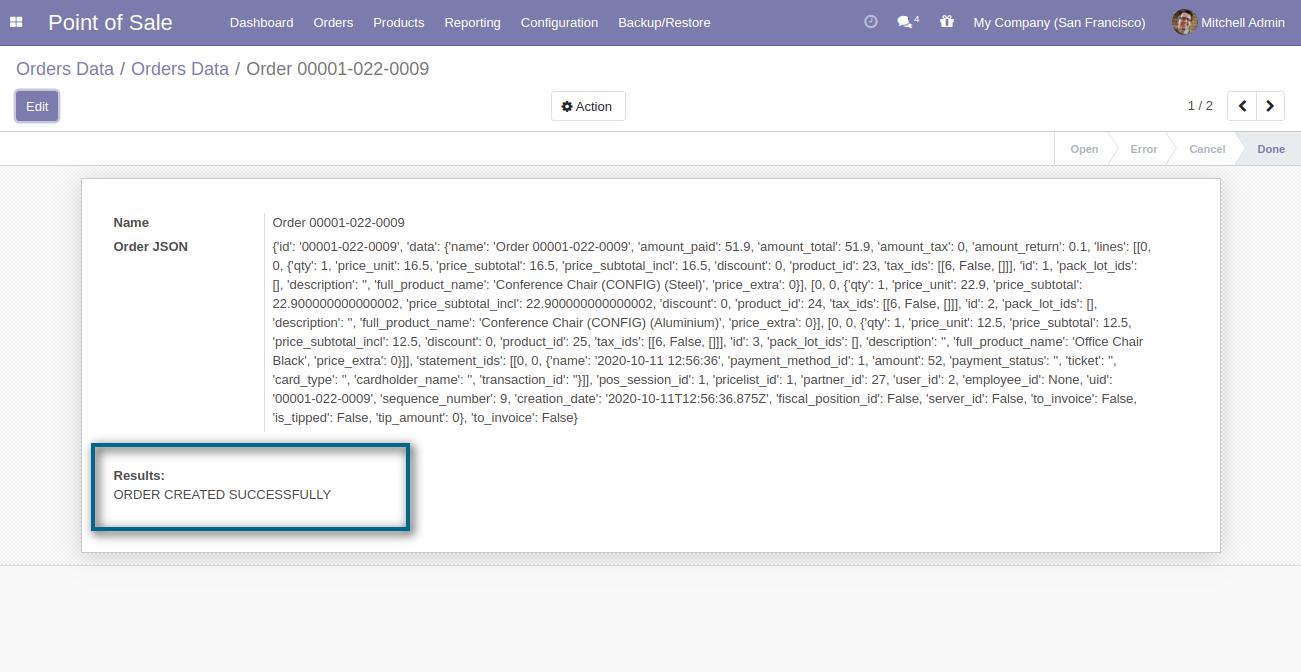 Point of Sale Dashboard Orders Products Reporting Configuration Backup/Restore 4 My Company (San Francisco) Mitchell Admin
Orders Data / Orders Data / Order 00001-022-0009
Edit Action 1 / 2
Open Error Cancel Done
Name Order 00001-022-0009
Order JSON {'id': '00001-022-0009', 'data': {'name': 'Order 00001-022-0009', 'amount_paid': 51.9, 'amount_total': 51.9, 'amount_tax': 0, 'amount_return': 0.1, 'lines': [[0,
0, {'qty': 1, 'price_unit': 16.5, 'price_subtotal': 16.5, 'price_subtotal_incl': 16.5, 'discount': 0, 'product_id': 23, 'tax_ids': [[6, False, []]], 'id': 1, 'pack_lot_ids':
[], 'description': '', 'full_product_name': 'Conference Chair (CONFIG) (Steel)', 'price_extra': 0}], [0, 0, {'qty': 1, 'price_unit': 22.9, 'price_subtotal':
22.900000000000002, 'price_subtotal_incl': 22.900000000000002, 'discount': 0, 'product_id': 24, 'tax_ids': [[6, False, []]], 'id': 2, 'pack_lot_ids': [],
'description': '', 'full_product_name': 'Conference Chair (CONFIG) (Aluminium)', 'price_extra': 0}], [0, 0, {'qty': 1, 'price_unit': 12.5, 'price_subtotal': 12.5,
'price_subtotal_incl': 12.5, 'discount': 0, 'product_id': 25, 'tax_ids': [[6, False, []]], 'id': 3, 'pack_lot_ids': [], 'description': '', 'full_product_name': 'Office Chair
Black', 'price_extra': 0}]], 'statement_ids': [[0, 0, {'name': '2020-10-11 12:56:36', 'payment_method_id': 1, 'amount': 52, 'payment_status': '', 'ticket': '',
'card_type': '', 'cardholder_name': '', 'transaction_id': ''}]], 'pos_session_id': 1, 'pricelist_id': 1, 'partner_id': 27, 'user_id': 2, 'employee_id': None, 'uid':
'00001-022-0009', 'sequence_number': 9, 'creation_date': '2020-10-11T12:56:36.875Z', 'fiscal_position_id': False, 'server_id': False, 'to_invoice': False,
'is_tipped': False, 'tip_amount': 0}, 'to_invoice': False}
Results:
ORDER CREATED SUCCESSFULLY